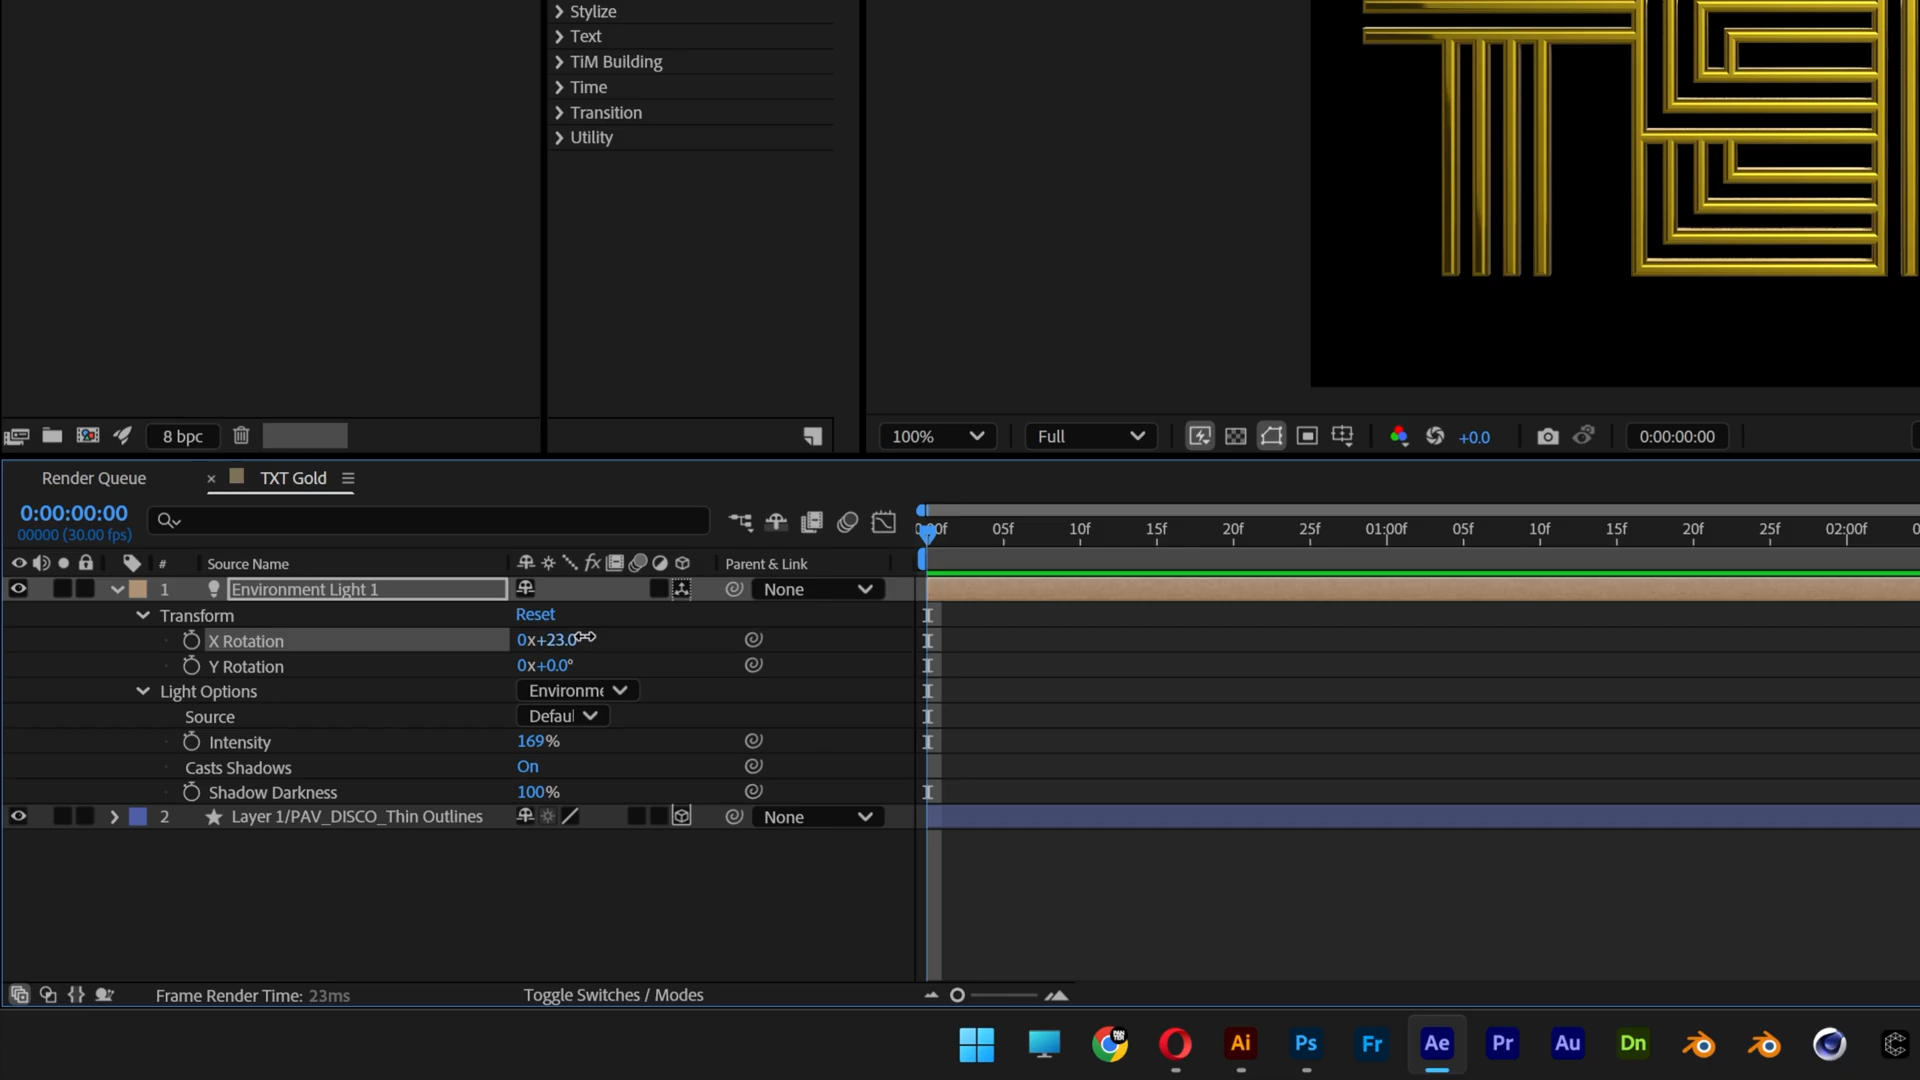 Stylize
Text
TiM Building
Time
Transition
Utility
8 bpc
100%
Full
+0.0
0:00:00:00
Render Queue
× TXT Gold
0:00:00:00
00000 (30.00 fps)
05f 10f 15f 20f 25f 01:00f 05f 10f 15f 20f 25f 02:00f
# Source Name fx Parent & Link
1 Environment Light 1 None
Transform Reset
X Rotation 0x+23.0
Y Rotation 0x+0.0°
Light Options Environme
Source Defaul
Intensity 169%
Casts Shadows On
Shadow Darkness 100%
2 Layer 1/PAV_DISCO_Thin Outlines None
Frame Render Time: 23ms Toggle Switches / Modes
Ai Ps Fr Ae Pr Au Dn